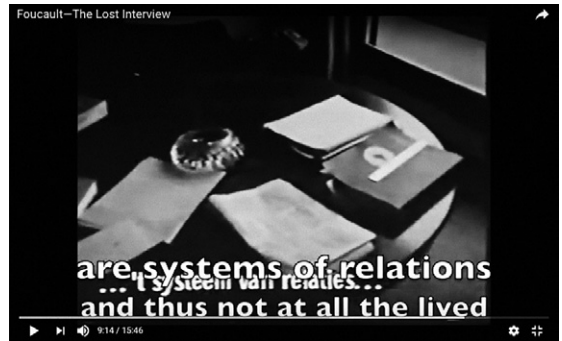 Foucault—The Lost Interview
are systems of relations
...'t systeem van relaties...
and thus not at all the lived
9:14 / 15:46